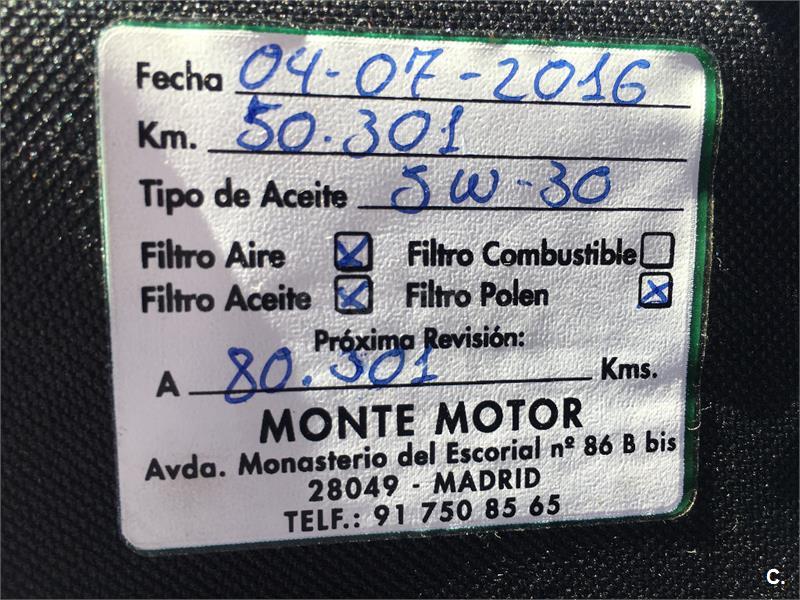 Fecha 04-07-2016
Km. 50.301
Tipo de Aceite 5W-30
Filtro Aire Filtro Combustible
Filtro Aceite Filtro Polen
Próxima Revisión:
A 80.301 Kms.
MONTE MOTOR
Avda. Monasterio del Escorial nº 86 B bis
28049 - MADRID
TELF.: 91 750 85 65
C.